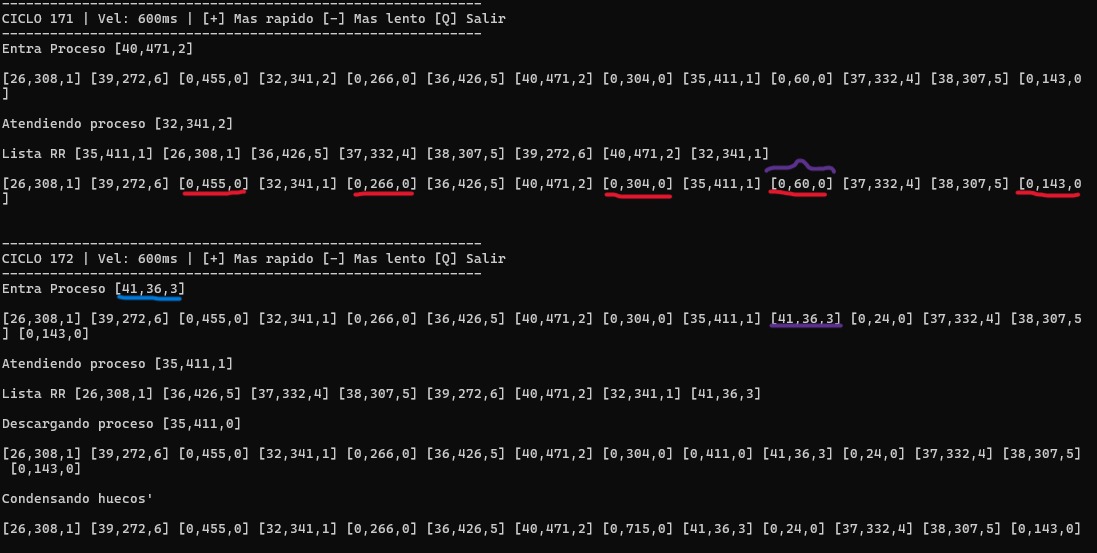 ------------------------------------------------------------
CICLO 171 | Vel: 600ms | [+] Mas rapido [-] Mas lento [Q] Salir
------------------------------------------------------------
Entra Proceso [40,471,2]
[26,308,1] [39,272,6] [0,455,0] [32,341,2] [0,266,0] [36,426,5] [40,471,2] [0,304,0] [35,411,1] [0,60,0] [37,332,4] [38,307,5] [0,143,0
]
Atendiendo proceso [32,341,2]
Lista RR [35,411,1] [26,308,1] [36,426,5] [37,332,4] [38,307,5] [39,272,6] [40,471,2] [32,341,1]
[26,308,1] [39,272,6] [0,455,0] [32,341,1] [0,266,0] [36,426,5] [40,471,2] [0,304,0] [35,411,1] [0,60,0] [37,332,4] [38,307,5] [0,143,0
]
------------------------------------------------------------
CICLO 172 | Vel: 600ms | [+] Mas rapido [-] Mas lento [Q] Salir
------------------------------------------------------------
Entra Proceso [41,36,3]
[26,308,1] [39,272,6] [0,455,0] [32,341,1] [0,266,0] [36,426,5] [40,471,2] [0,304,0] [35,411,1] [41,36,3] [0,24,0] [37,332,4] [38,307,5
] [0,143,0]
Atendiendo proceso [35,411,1]
Lista RR [26,308,1] [36,426,5] [37,332,4] [38,307,5] [39,272,6] [40,471,2] [32,341,1] [41,36,3]
Descargando proceso [35,411,0]
[26,308,1] [39,272,6] [0,455,0] [32,341,1] [0,266,0] [36,426,5] [40,471,2] [0,304,0] [0,411,0] [41,36,3] [0,24,0] [37,332,4] [38,307,5]
[0,143,0]
Condensando huecos'
[26,308,1] [39,272,6] [0,455,0] [32,341,1] [0,266,0] [36,426,5] [40,471,2] [0,715,0] [41,36,3] [0,24,0] [37,332,4] [38,307,5] [0,143,0]